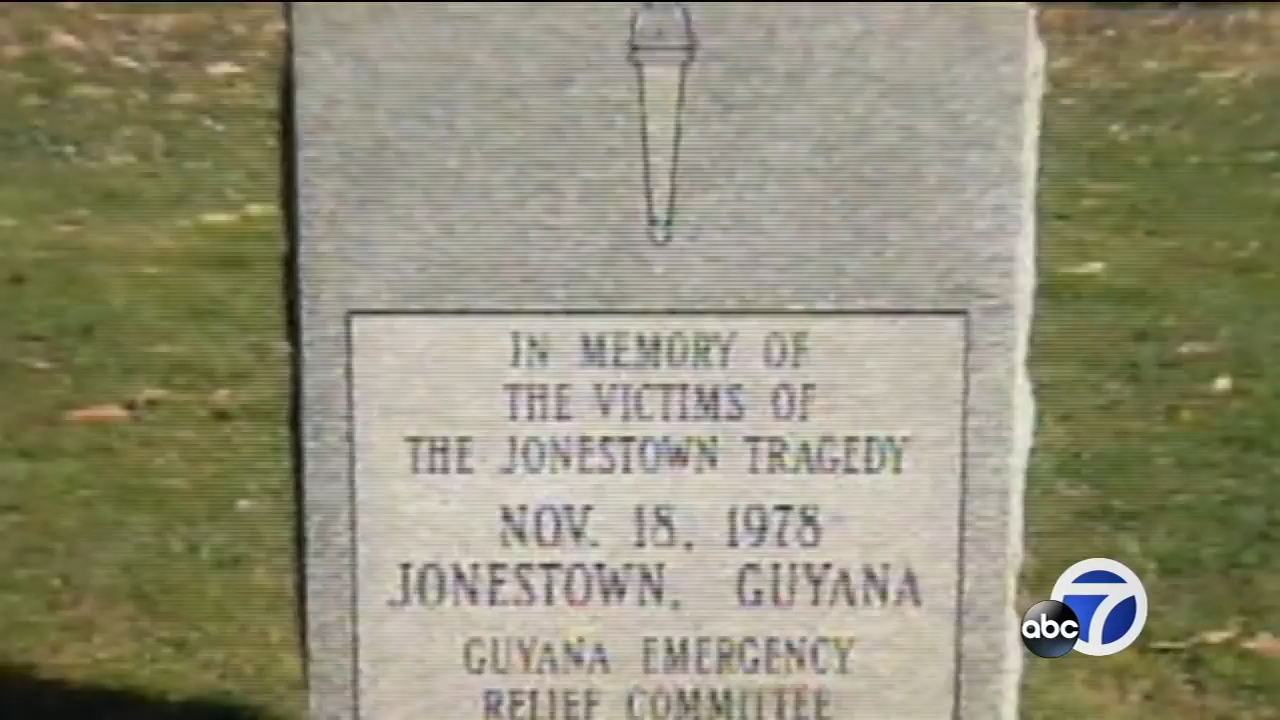 IN MEMORY OF
THE VICTIMS OF
THE JONESTOWN TRAGEDY
NOV. 18, 1978
JONESTOWN, GUYANA
GUYANA EMERGENCY
RELIEF COMMITTEE
abc 7